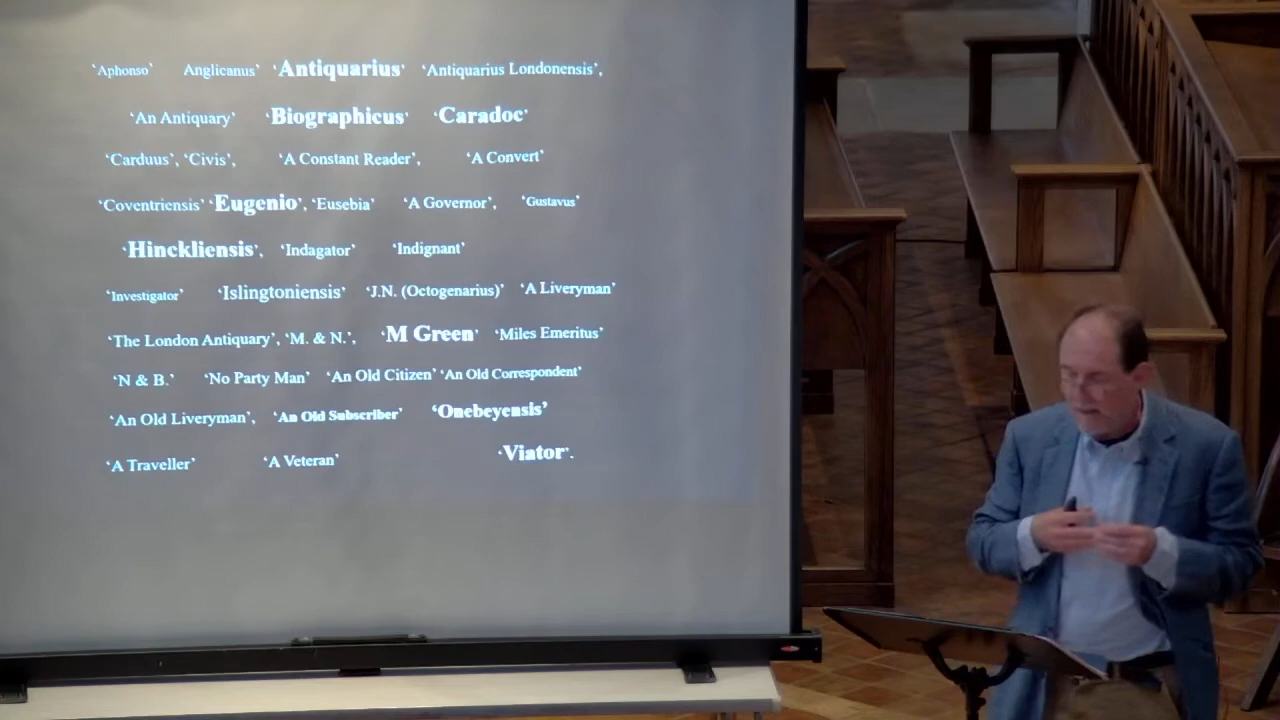 ‘Aphonso’ Anglicanus’ ‘Antiquarius’ ‘Antiquarius Londonensis’,
‘An Antiquary’ ‘Biographicus’ ‘Caradoc’
‘Carduus’, ‘Civis’, ‘A Constant Reader’, ‘A Convert’
‘Coventriensis’ ‘Eugenio’, ‘Eusebia’ ‘A Governor’, ‘Gustavus’
‘Hinckliensis’, ‘Indagator’ ‘Indignant’
‘Investigator’ ‘Islingtoniensis’ ‘J.N. (Octogenarius)’ ‘A Liveryman’
‘The London Antiquary’, ‘M. & N.’, ‘M Green’ ‘Miles Emeritus’
‘N & B.’ ‘No Party Man’ ‘An Old Citizen’ ‘An Old Correspondent’
‘An Old Liveryman’, ‘An Old Subscriber’ ‘Onebeyensis’
‘A Traveller’ ‘A Veteran’ ‘Viator’.